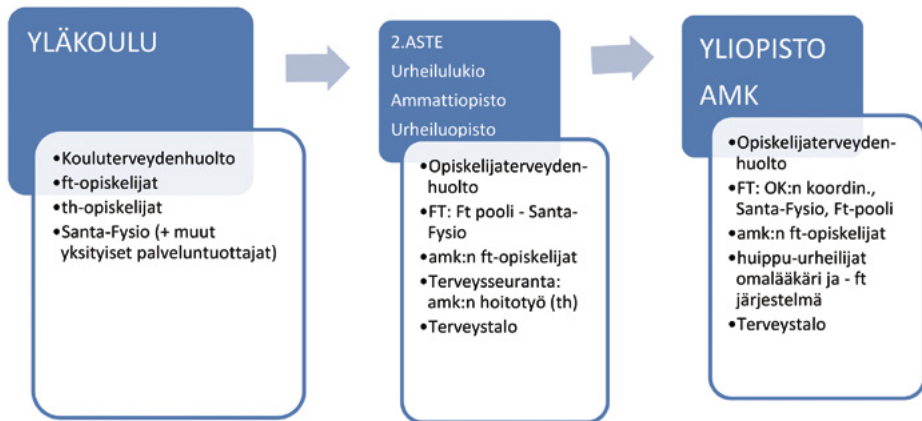 YLÄKOULU
•Kouluterveydenhuolto
•ft-opiskelijat
•th-opiskelijat
•Santa-Fysio (+ muut
yksityiset palveluntuottajat)
2.ASTE
Urheilulukio
Ammattiopisto
Urheiluopisto
•Opiskelijaterveyden-
huolto
•FT: Ft pooli - Santa-
Fysio
•amk:n ft-opiskelijat
•Terveysseuranta:
amk:n hoitotyö (th)
•Terveystalo
YLIOPISTO
AMK
•Opiskelijaterveyden-
huolto
•FT: OK:n koordin.,
Santa-Fysio, Ft-pooli
•amk:n ft-opiskelijat
•huippu-urheilijat
omalääkäri ja - ft
järjestelmä
•Terveystalo